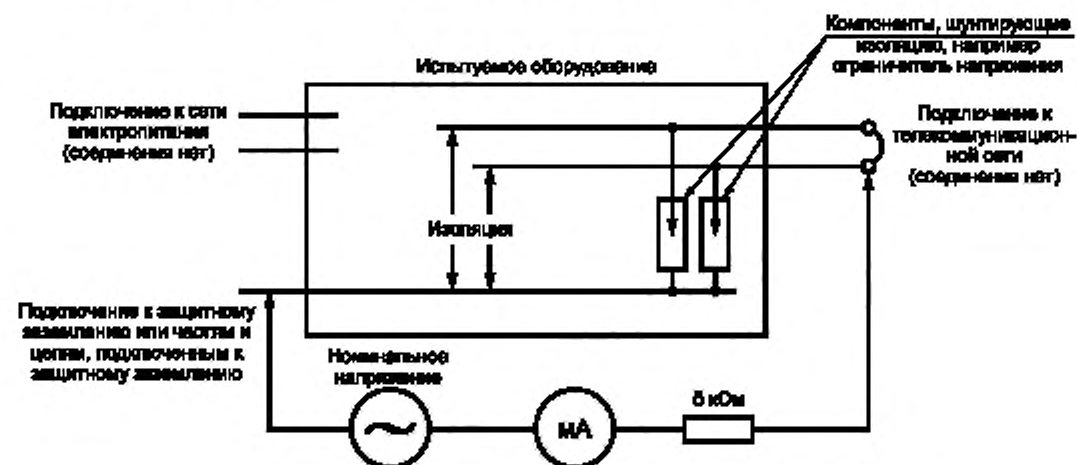 Компоненты, шунтирующие
изоляцию, например
ограничитель напряжения
Испытуемое оборудование
Подключение к сети
электропитания
(соединения нет)
Подключение к
телекоммуникацион-
ной сети
(соединения нет)
Изоляция
Подключение к защитному
заземлению или частям и
цепям, подключенным к
защитному заземлению
Номинальное
напряжение
5 кОм
мА